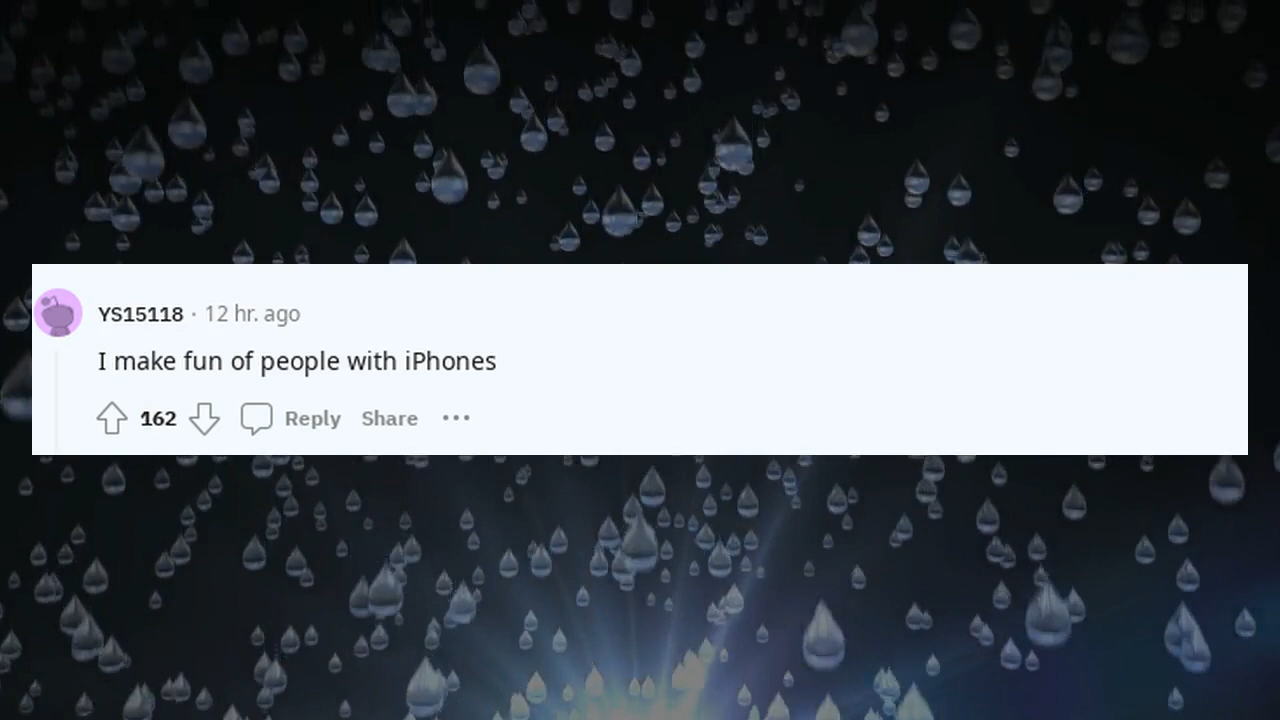 YS15118 · 12 hr. ago
I make fun of people with iPhones
162 Reply Share ···